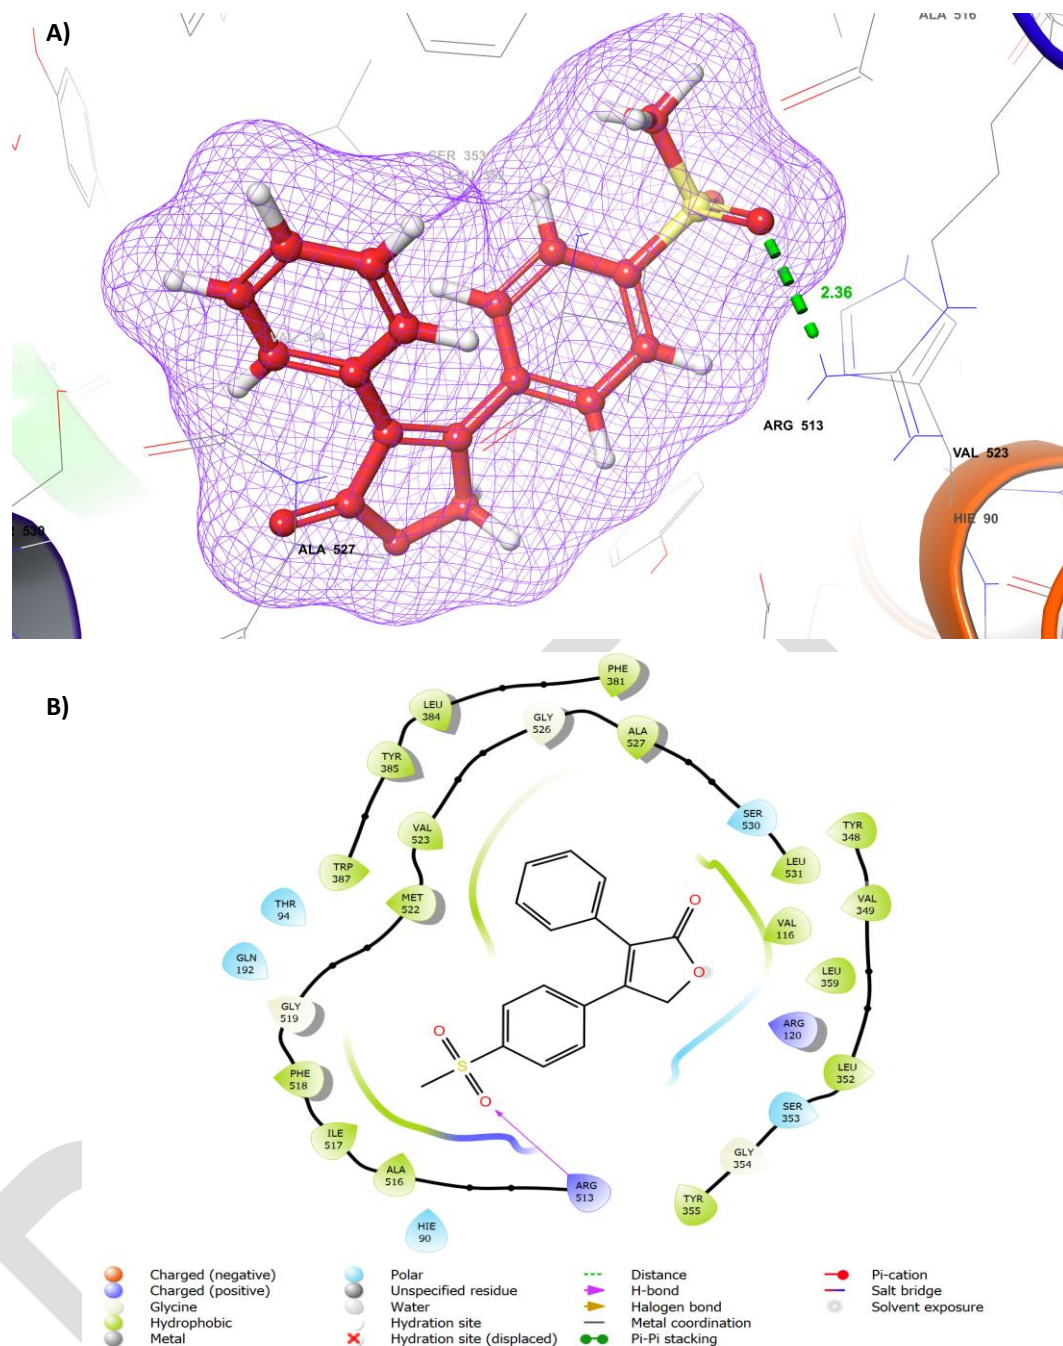 A)
ALA 516
SER 353
2.36
ARG 513
VAL 523
HIE 90
ALA 527
530
B)
PHE
381
LEU
384
GLY
526
ALA
527
TYR
385
VAL
523
SER
530
TYR
348
TRP
387
LEU
531
THR
94
MET
522
VAL
349
VAL
116
GLN
192
LEU
359
GLY
519
ARG
120
PHE
518
LEU
352
SER
353
ILE
517
GLY
354
ALA
516
ARG
513
TYR
355
HIE
90
O
O
O
S
O
Charged (negative)
Charged (positive)
Glycine
Hydrophobic
Metal
Polar
Unspecified residue
Water
Hydration site
Hydration site (displaced)
Distance
H-bond
Halogen bond
Metal coordination
Pi-Pi stacking
Pi-cation
Salt bridge
Solvent exposure